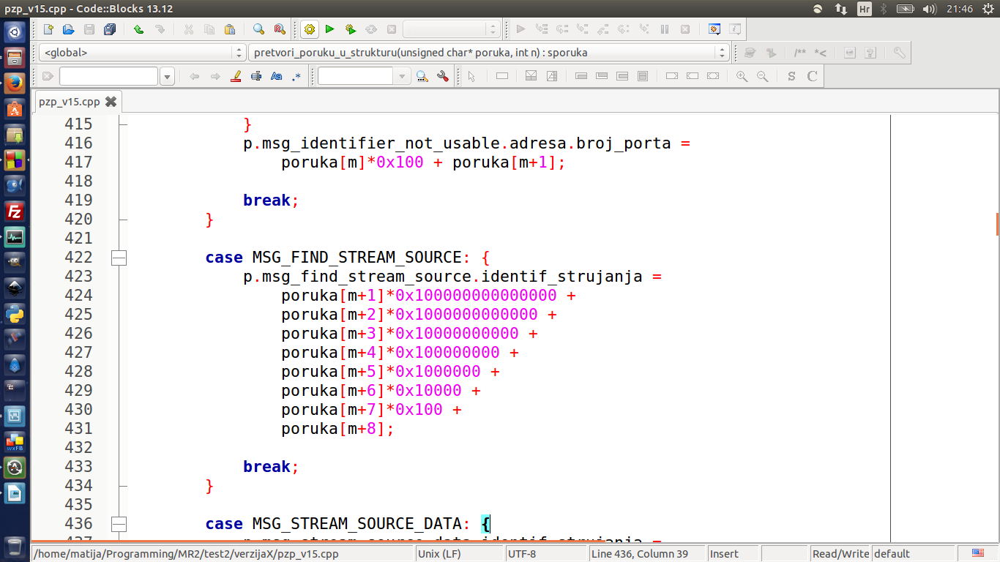 pzp_v15.cpp - Code::Blocks 13.12
Hr
21:46
<global>
pretvori_poruku_u_strukturu(unsigned char* poruka, int n) : sporuka
/** *<
Aa .*
S C
pzp_v15.cpp
415 }
416 p.msg_identifier_not_usable.adresa.broj_porta =
417 poruka[m]*0x100 + poruka[m+1];
418
419 break;
420 }
421
422 case MSG_FIND_STREAM_SOURCE: {
423 p.msg_find_stream_source.identif_strujanja =
424 poruka[m+1]*0x100000000000000 +
425 poruka[m+2]*0x1000000000000 +
426 poruka[m+3]*0x10000000000 +
427 poruka[m+4]*0x100000000 +
428 poruka[m+5]*0x1000000 +
429 poruka[m+6]*0x10000 +
430 poruka[m+7]*0x100 +
431 poruka[m+8];
432
433 break;
434 }
435
436 case MSG_STREAM_SOURCE_DATA: {
437 p.msg_stream_source_data.identif_strujanja =
/home/matija/Programming/MR2/test2/verzijaX/pzp_v15.cpp
Unix (LF)
UTF-8
Line 436, Column 39
Insert
Read/Write
default
Fz
wxFB